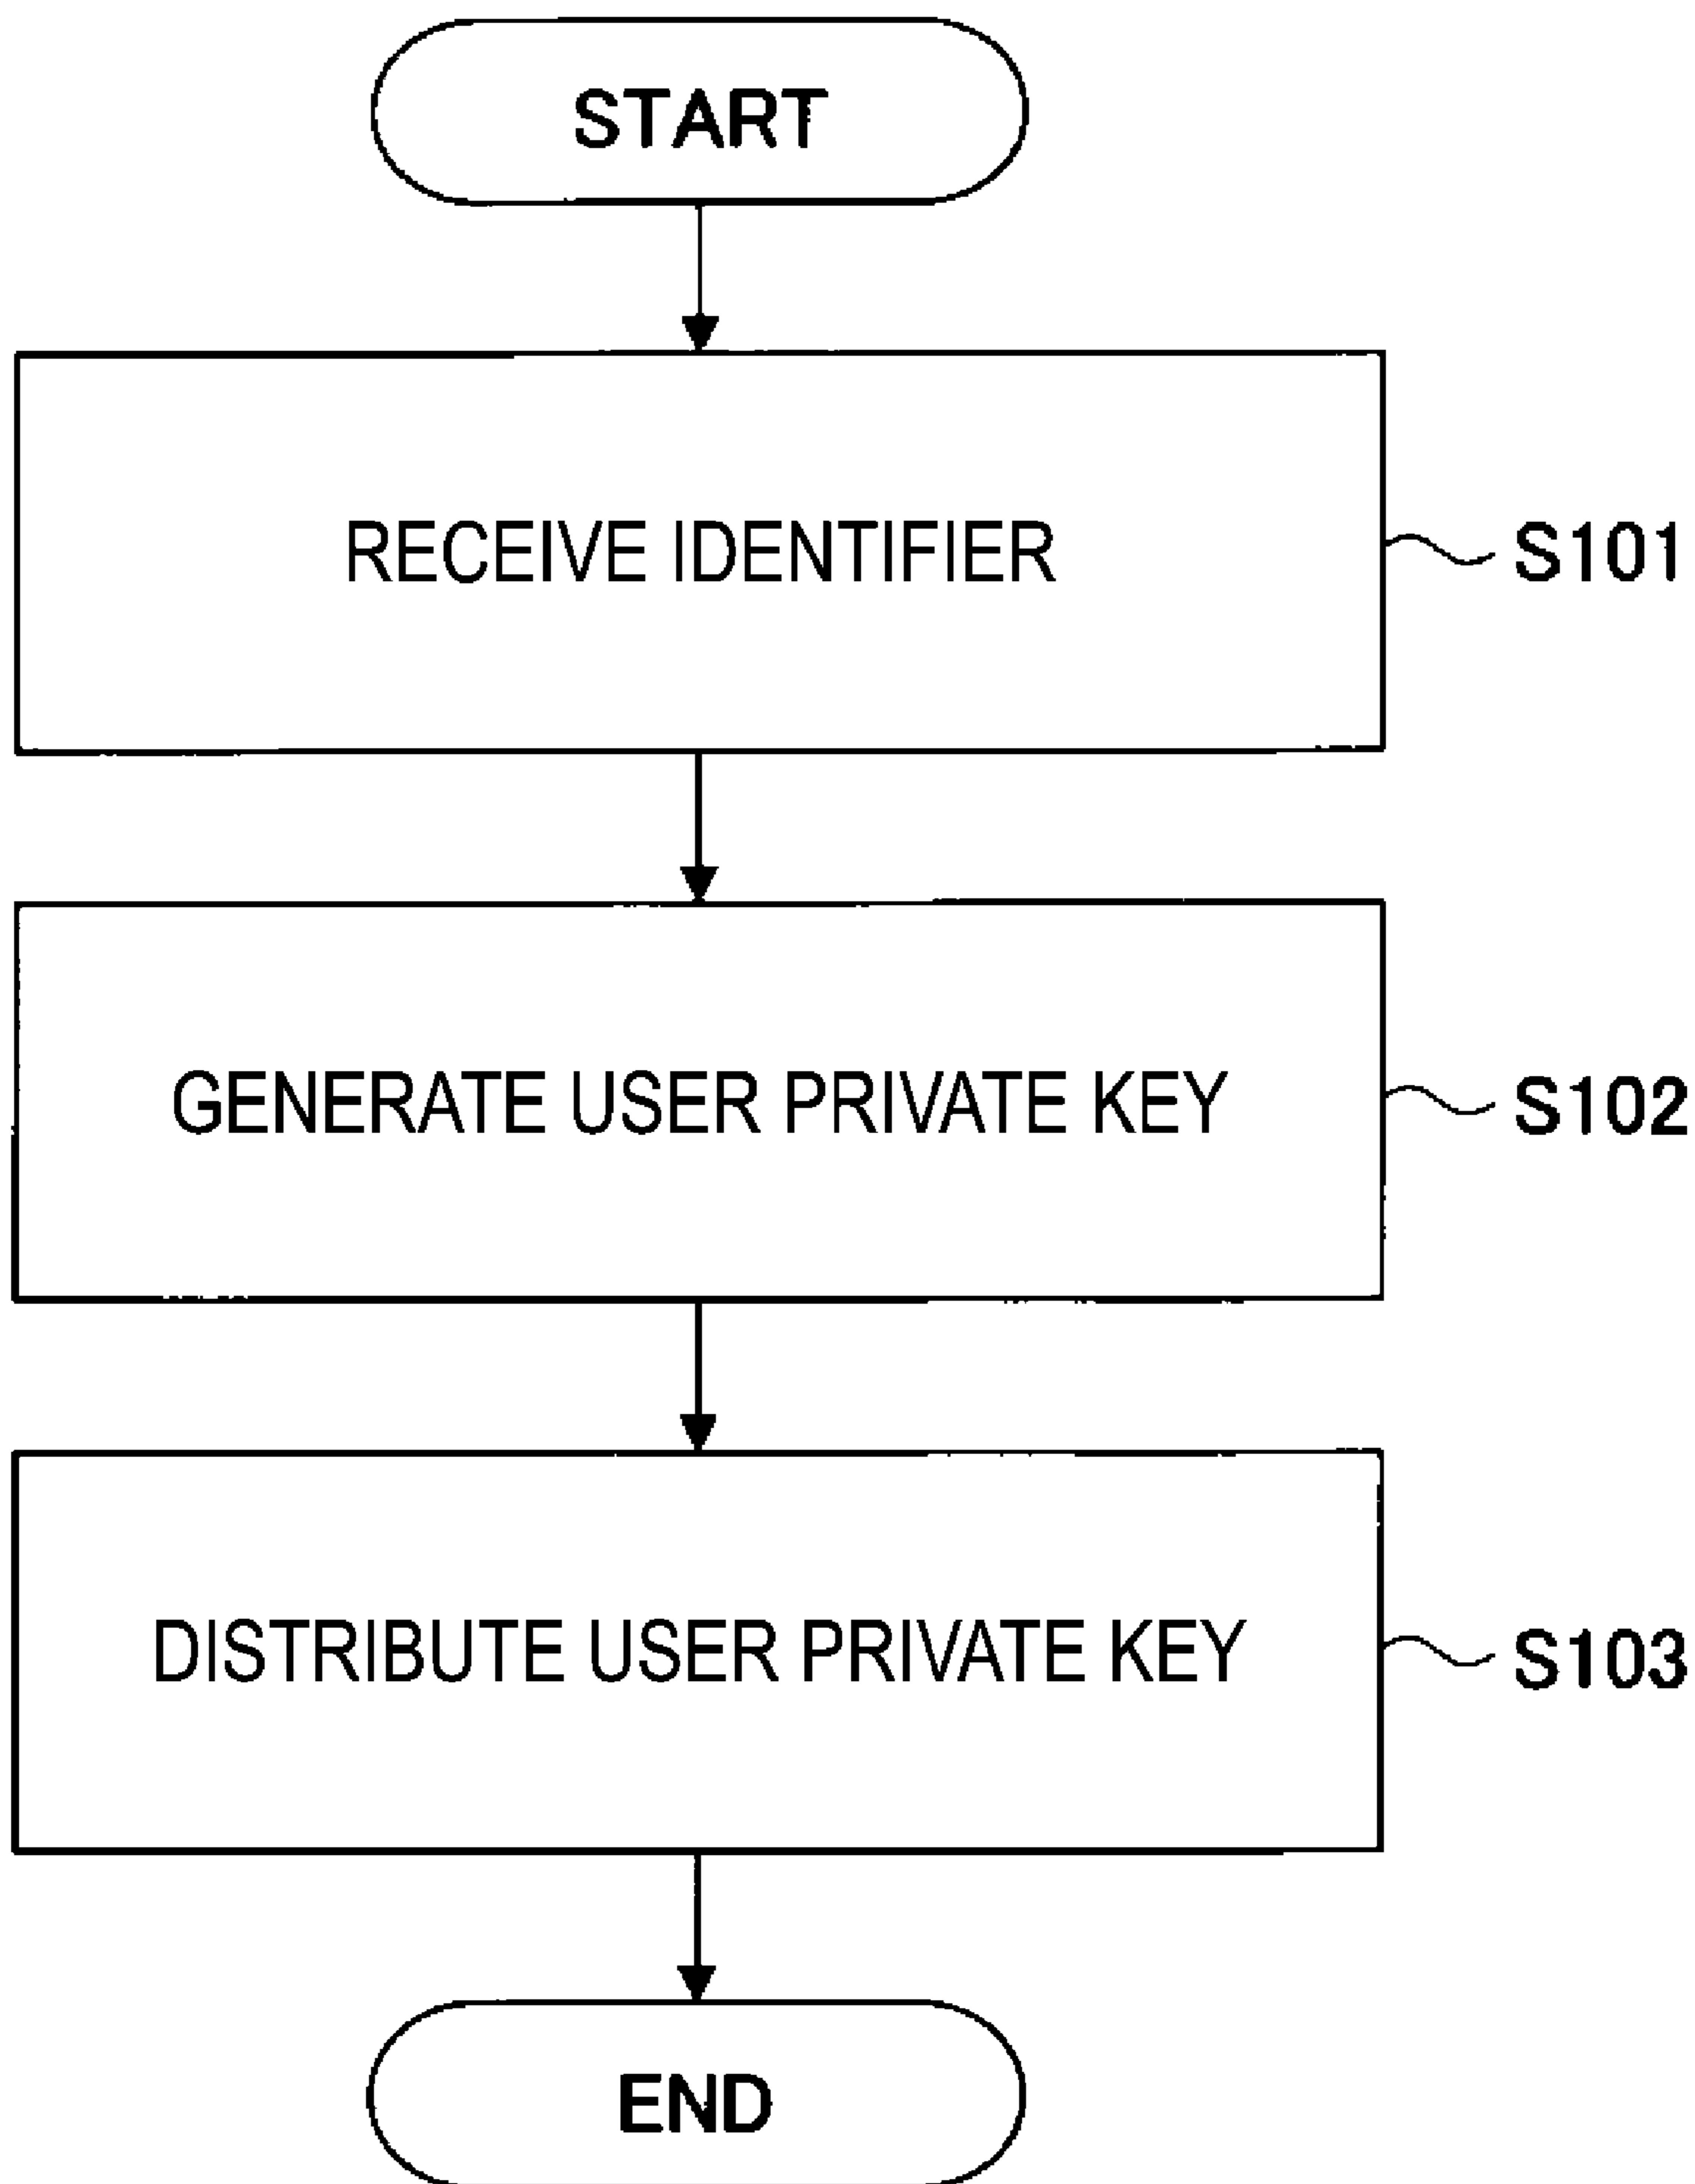 START
RECEIVE IDENTIFIER
S101
GENERATE USER PRIVATE KEY
S102
DISTRIBUTE USER PRIVATE KEY
S103
END